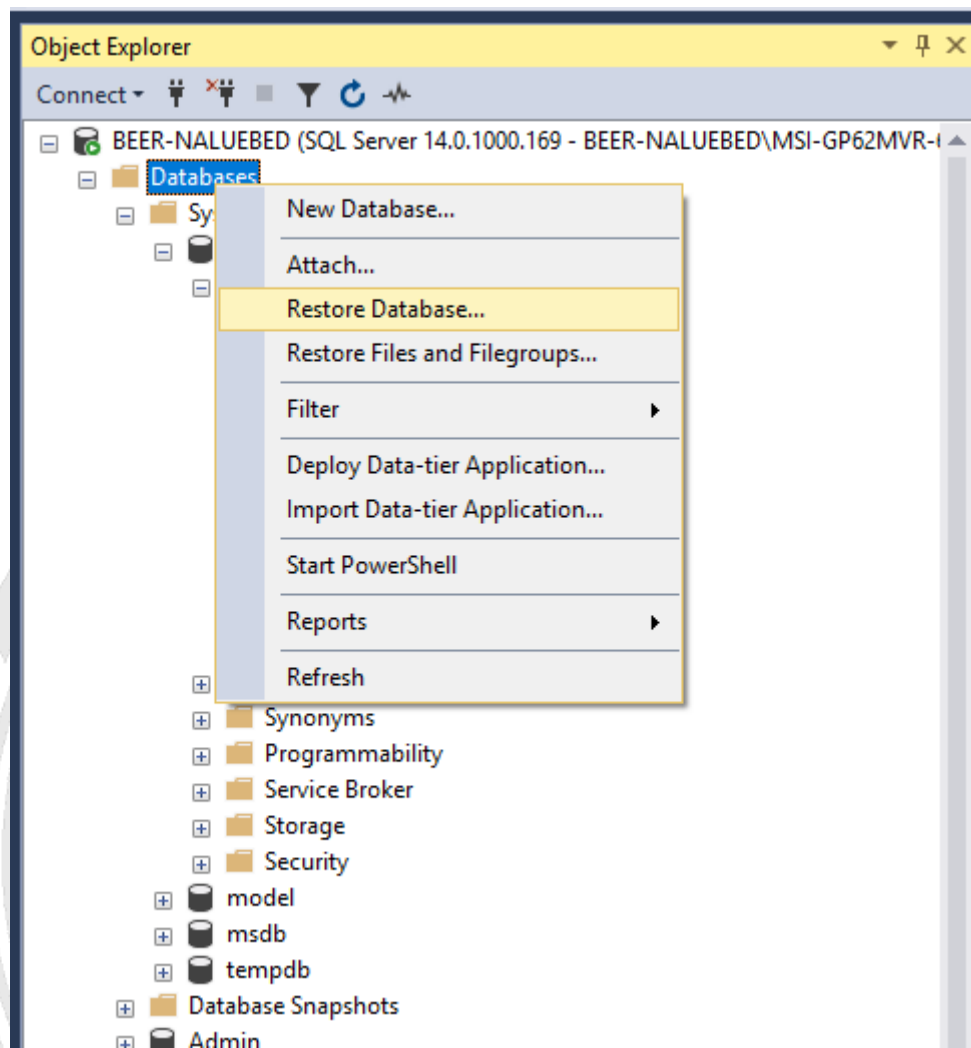 Object Explorer
Connect
BEER-NALUEBED (SQL Server 14.0.1000.169 - BEER-NALUEBED\MSI-GP62MVR-
Databases
Sy
New Database...
Attach...
Restore Database...
Restore Files and Filegroups...
Filter
Deploy Data-tier Application...
Import Data-tier Application...
Start PowerShell
Reports
Refresh
Synonyms
Programmability
Service Broker
Storage
Security
model
msdb
tempdb
Database Snapshots
Admin